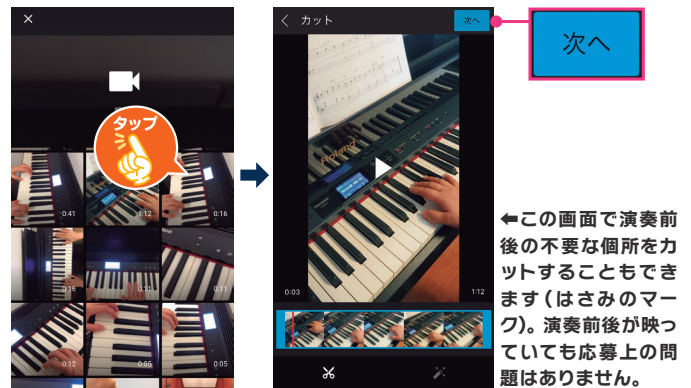 ×
タップ
0:41
1:12
0:16
0:16
0:11
0:11
0:12
0:05
0:05
カット
次へ
Roland
0:03
1:12
次へ
⬅この画面で演奏前
後の不要な個所をカ
ットすることもでき
ます(はさみのマー
ク)。演奏前後が映っ
ていても応募上の問
題はありません。